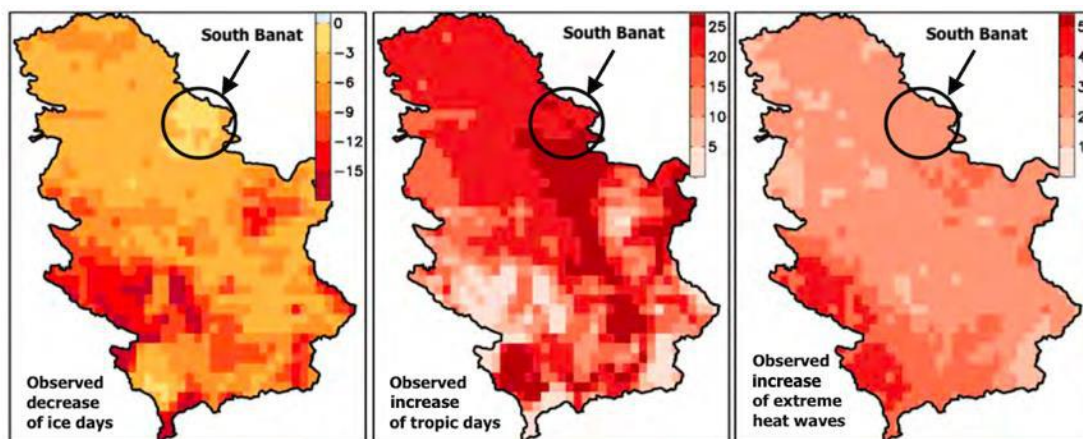 South Banat
0
−3
−6
−9
−12
−15
Observed
decrease
of ice days
South Banat
25
20
15
10
5
Observed
increase
of tropic days
South Banat
5
4
3
2
1
Observed
increase
of extreme
heat waves